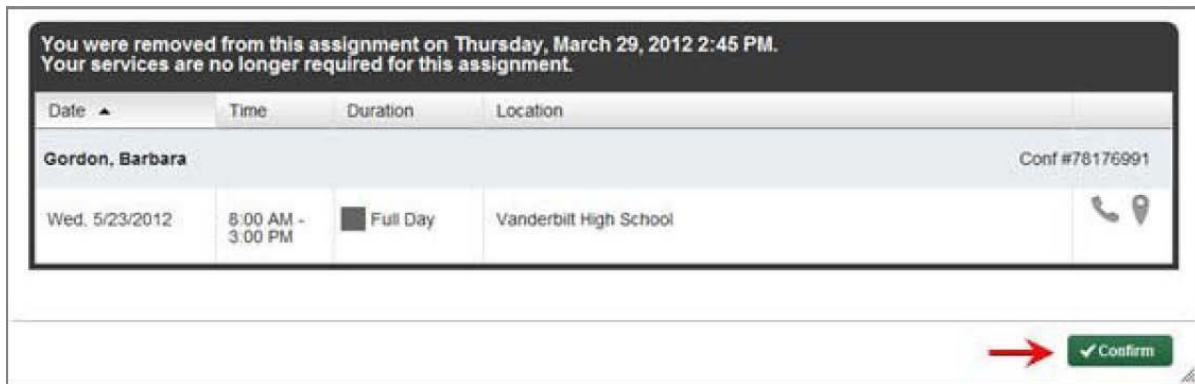 You were removed from this assignment on Thursday, March 29, 2012 2:45 PM.
Your services are no longer required for this assignment.
Date Time Duration Location
Gordon, Barbara Conf #78176991
Wed, 5/23/2012 8:00 AM - Full Day Vanderbilt High School
3:00 PM
Confirm